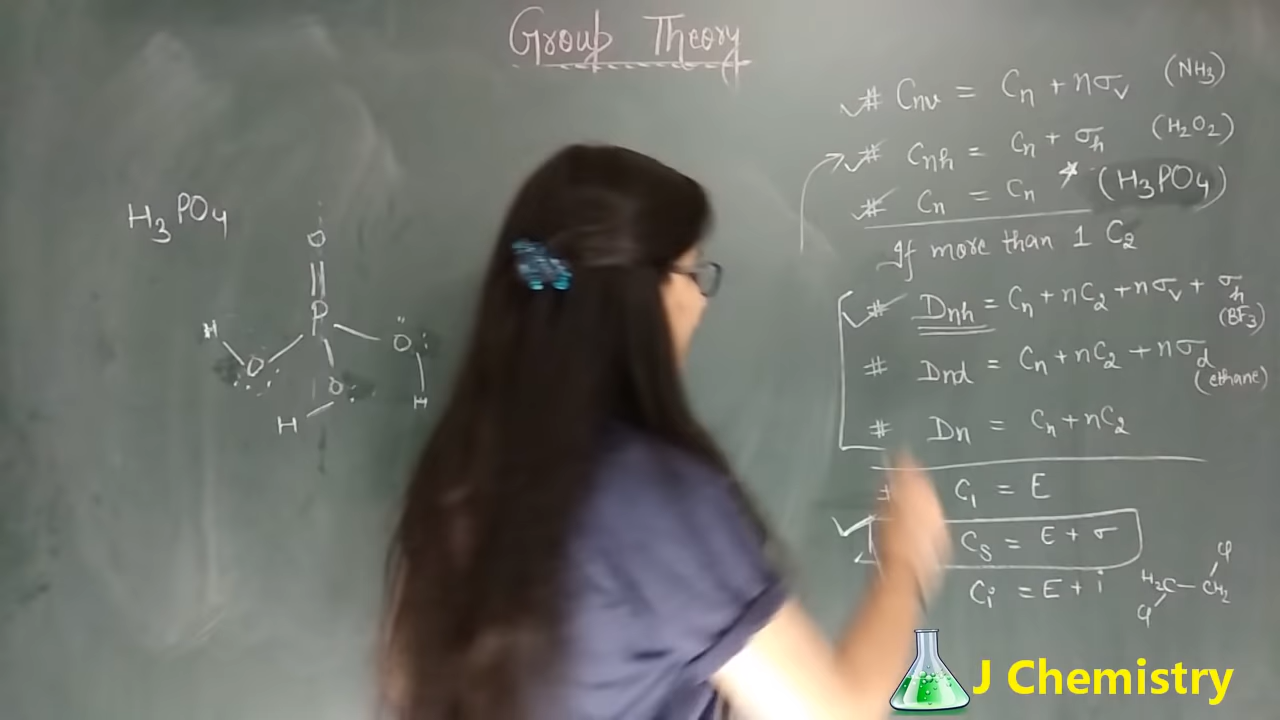 Group Theory
H3PO4
O
P
H
O
O
H
O
H
# Cnv = Cn + nσv (NH3)
# Cnh = Cn + σh (H2O2)
# Cn = Cn * (H3PO4)
If more than 1 C2
# Dnh = Cn + nC2 + nσv + σh
(BF3)
# Dnd = Cn + nC2 + nσd
(ethane)
# Dn = Cn + nC2
C1 = E
Cs = E + σ
Ci = E + i
Cl
H2C — CH2
Cl
J Chemistry